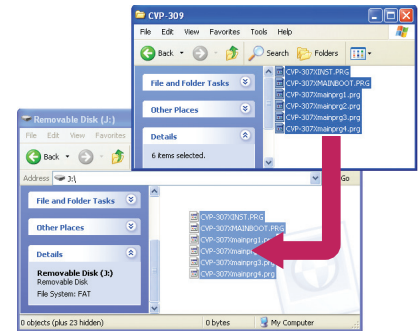 CVP-309
File Edit View Favorites Tools Help
Back Search Folders
File and Folder Tasks
Other Places
Details
6 items selected.
CVP-307XINST.PRG
CVP-307XMAINBOOT.PRG
CVP-307Xmainprg1.prg
CVP-307Xmainprg2.prg
CVP-307Xmainprg3.prg
CVP-307Xmainprg4.prg
Removable Disk (J:)
File Edit View Favorites
Back
Address J:\ Go
File and Folder Tasks
Other Places
Details
Removable Disk (J:)
Removable Disk
File System: FAT
CVP-307XINST.PRG
CVP-307XMAINBOOT.PRG
CVP-307Xmainprg1.prg
CVP-307Xmainprg3.prg
CVP-307Xmainprg4.prg
0 objects (plus 23 hidden) 0 bytes My Computer